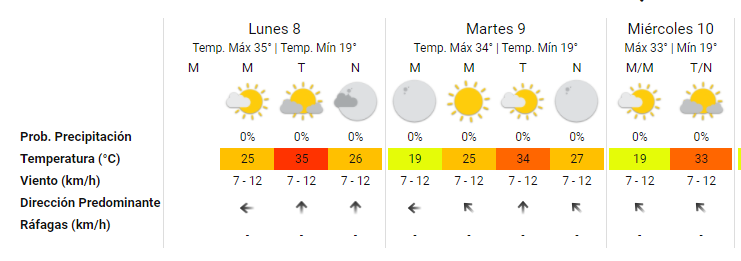 Lunes 8 Martes 9 Miércoles 10
Temp. Máx 35° | Temp. Mín 19° Temp. Máx 34° | Temp. Mín 19° Máx 33° | Mín 19°
M M T N M M T N M/M T/N
Prob. Precipitación 0% 0% 0% 0% 0% 0% 0% 0% 0%
Temperatura (°C) 25 35 26 19 25 34 27 19 33
Viento (km/h) 7 - 12 7 - 12 7 - 12 7 - 12 7 - 12 7 - 12 7 - 12 7 - 12 7 - 12
Dirección Predominante
Ráfagas (km/h) - - - - - - - - -